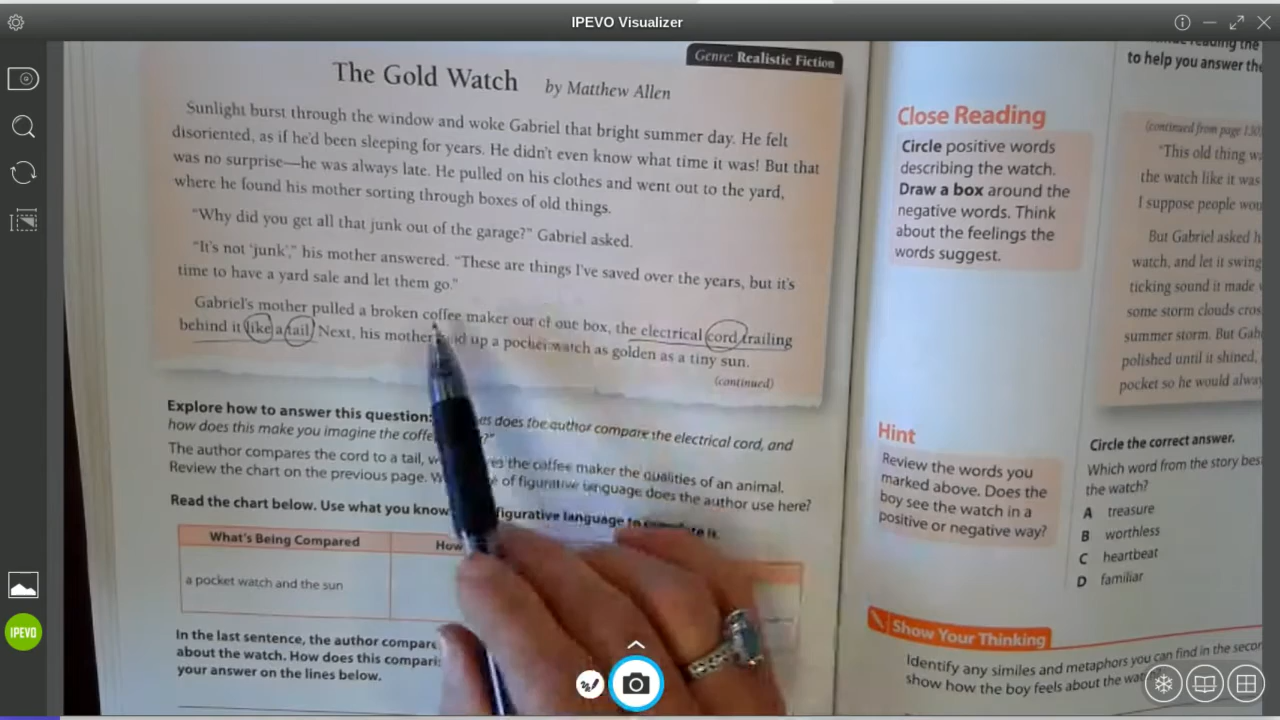 IPEVO Visualizer
Genre: Realistic Fiction
The Gold Watch by Matthew Allen
Sunlight burst through the window and woke Gabriel that bright summer day. He felt
disoriented, as if he'd been sleeping for years. He didn't even know what time it was! But that
was no surprise—he was always late. He pulled on his clothes and went out to the yard,
where he found his mother sorting through boxes of old things.
"Why did you get all that junk out of the garage?" Gabriel asked.
"It's not 'junk'," his mother answered. "These are things I've saved over the years, but it's
time to have a yard sale and let them go."
Gabriel's mother pulled a broken coffee maker out of one box, the electrical cord trailing
behind it like a tail. Next, his mother up a pocket watch as golden as a tiny sun.
(continued)
Explore how to answer this question: does the author compare the electrical cord, and
how does this make you imagine the
The author compares the cord to a tail, the coffee maker the qualities of an animal.
Review the chart on the previous page. of figurative language does the author use here?
Read the chart below. Use what you know figurative language to complete it.
What's Being Compared
How
a pocket watch and the sun
In the last sentence, the author
about the watch. How does this
your answer on the lines below.
Close Reading
Circle positive words
describing the watch.
Draw a box around the
negative words. Think
about the feelings the
words suggest.
Hint
Review the words you
marked above. Does the
boy see the watch in a
positive or negative way?
reading the
to help you answer the
(continued from page 130)
"This old thing
the watch like it was
I suppose people
But Gabriel asked
watch, and let it swing
ticking sound it made
some storm clouds
summer storm. But
polished until it shined,
pocket so he would
Circle the correct answer.
Which word from the story
the watch?
A treasure
B worthless
C heartbeat
D familiar
Show Your Thinking
Identify any similes and metaphors you can find in the
show how the boy feels about the
IPEVO